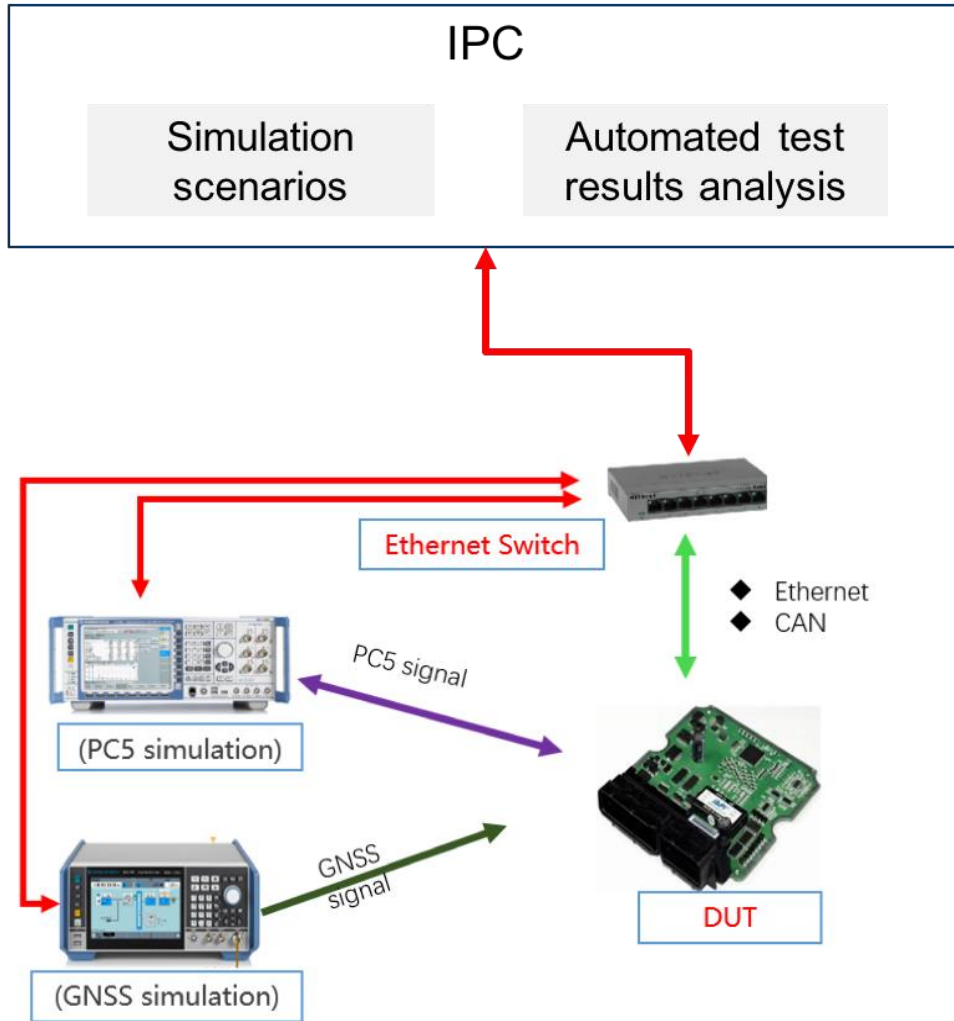 IPC
Simulation
scenarios
Automated test
results analysis
Ethernet Switch
◆ Ethernet
◆ CAN
PC5 signal
(PC5 simulation)
GNSS
signal
DUT
(GNSS simulation)